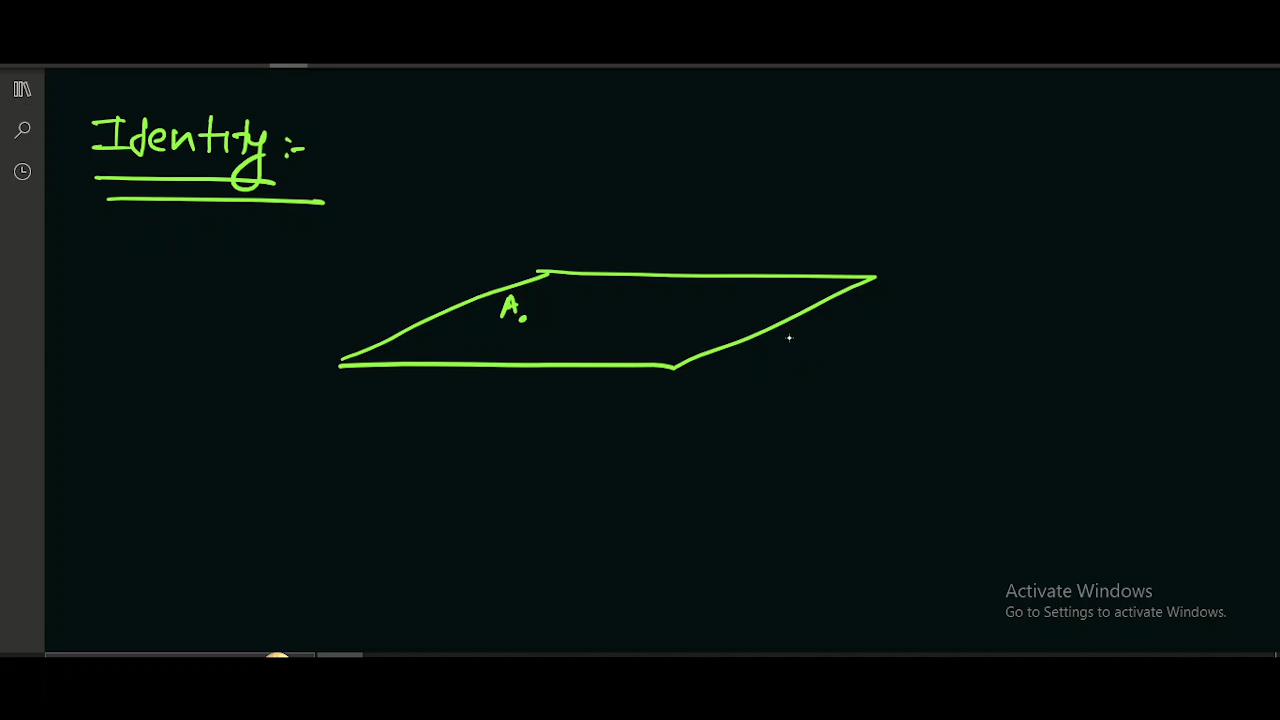 Identity :-
A.
Activate Windows
Go to Settings to activate Windows.